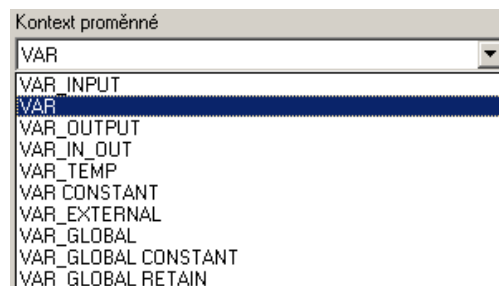 Kontext proměnné
VAR
VAR_INPUT
VAR
VAR_OUTPUT
VAR_IN_OUT
VAR_TEMP
VAR CONSTANT
VAR_EXTERNAL
VAR_GLOBAL
VAR_GLOBAL CONSTANT
VAR_GLOBAL RETAIN